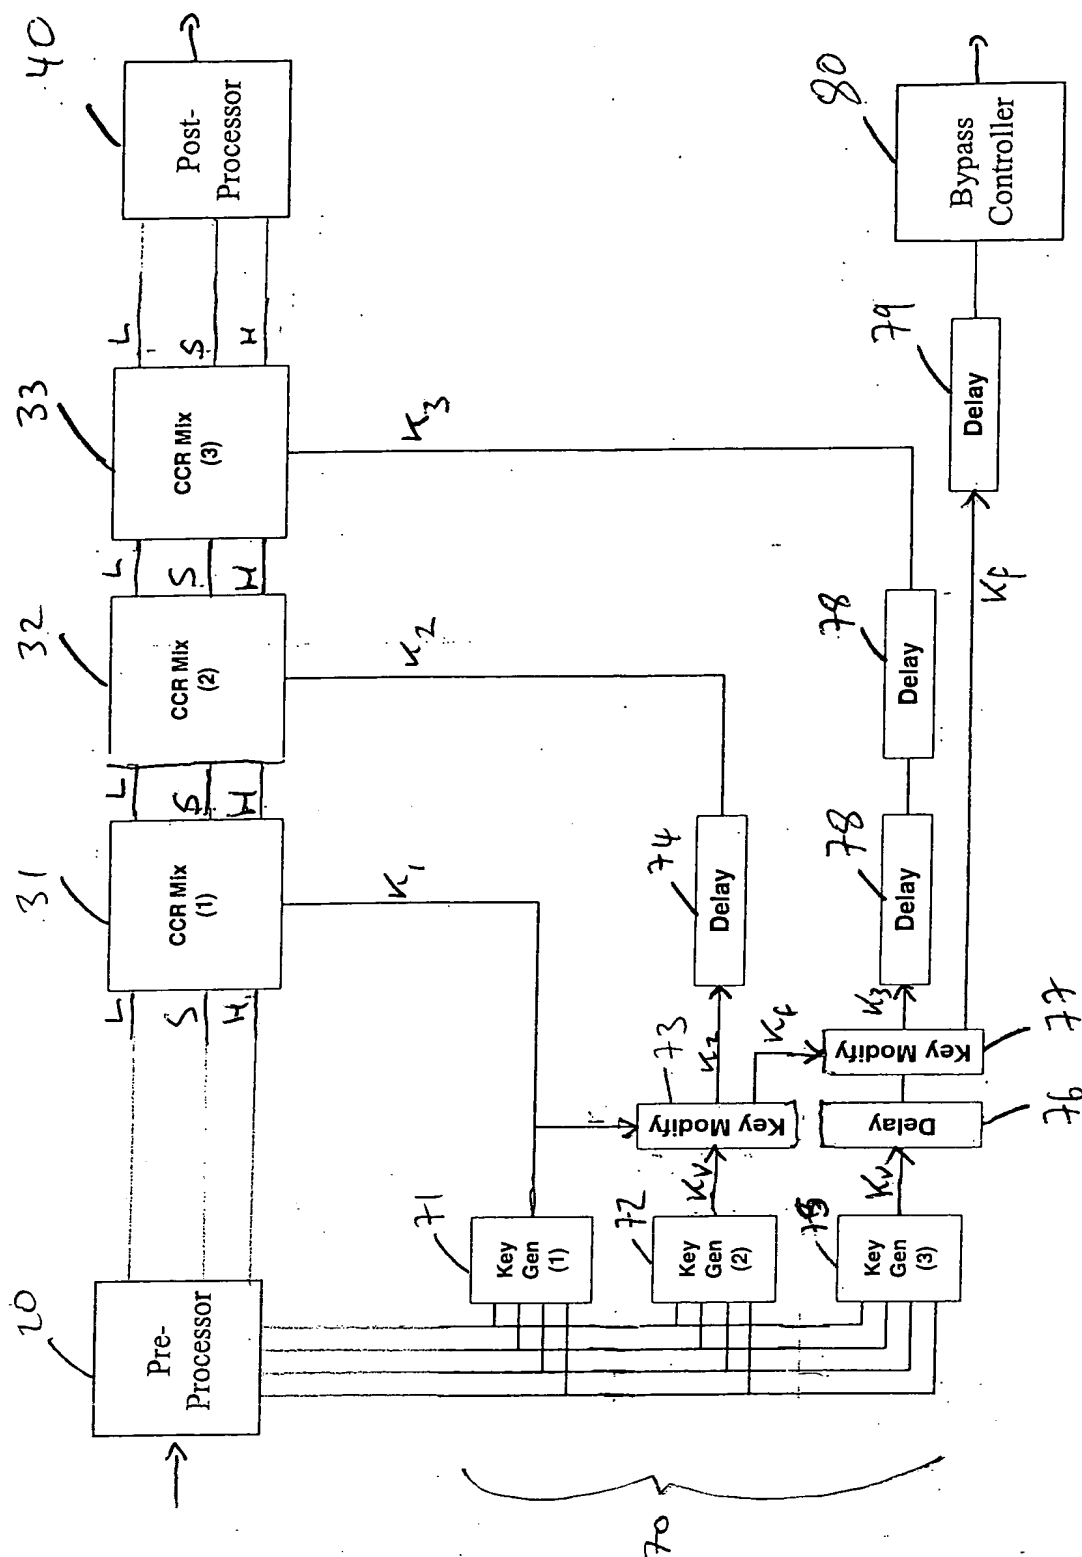 20
31
32
33
40
Pre-
Processor
L
S
H
CCR Mix
(1)
L
S
H
CCR Mix
(2)
L
S
H
CCR Mix
(3)
L
S
H
Post-
Processor
K1
K2
K3
70
71
Key
Gen
(1)
72
Key
Gen
(2)
Kv
73
Key Modify
K2
Kf
74
Delay
75
Key
Gen
(3)
Kv
76
Delay
77
Key Modify
K3
78
Delay
78
Delay
Kf
79
Delay
80
Bypass
Controller